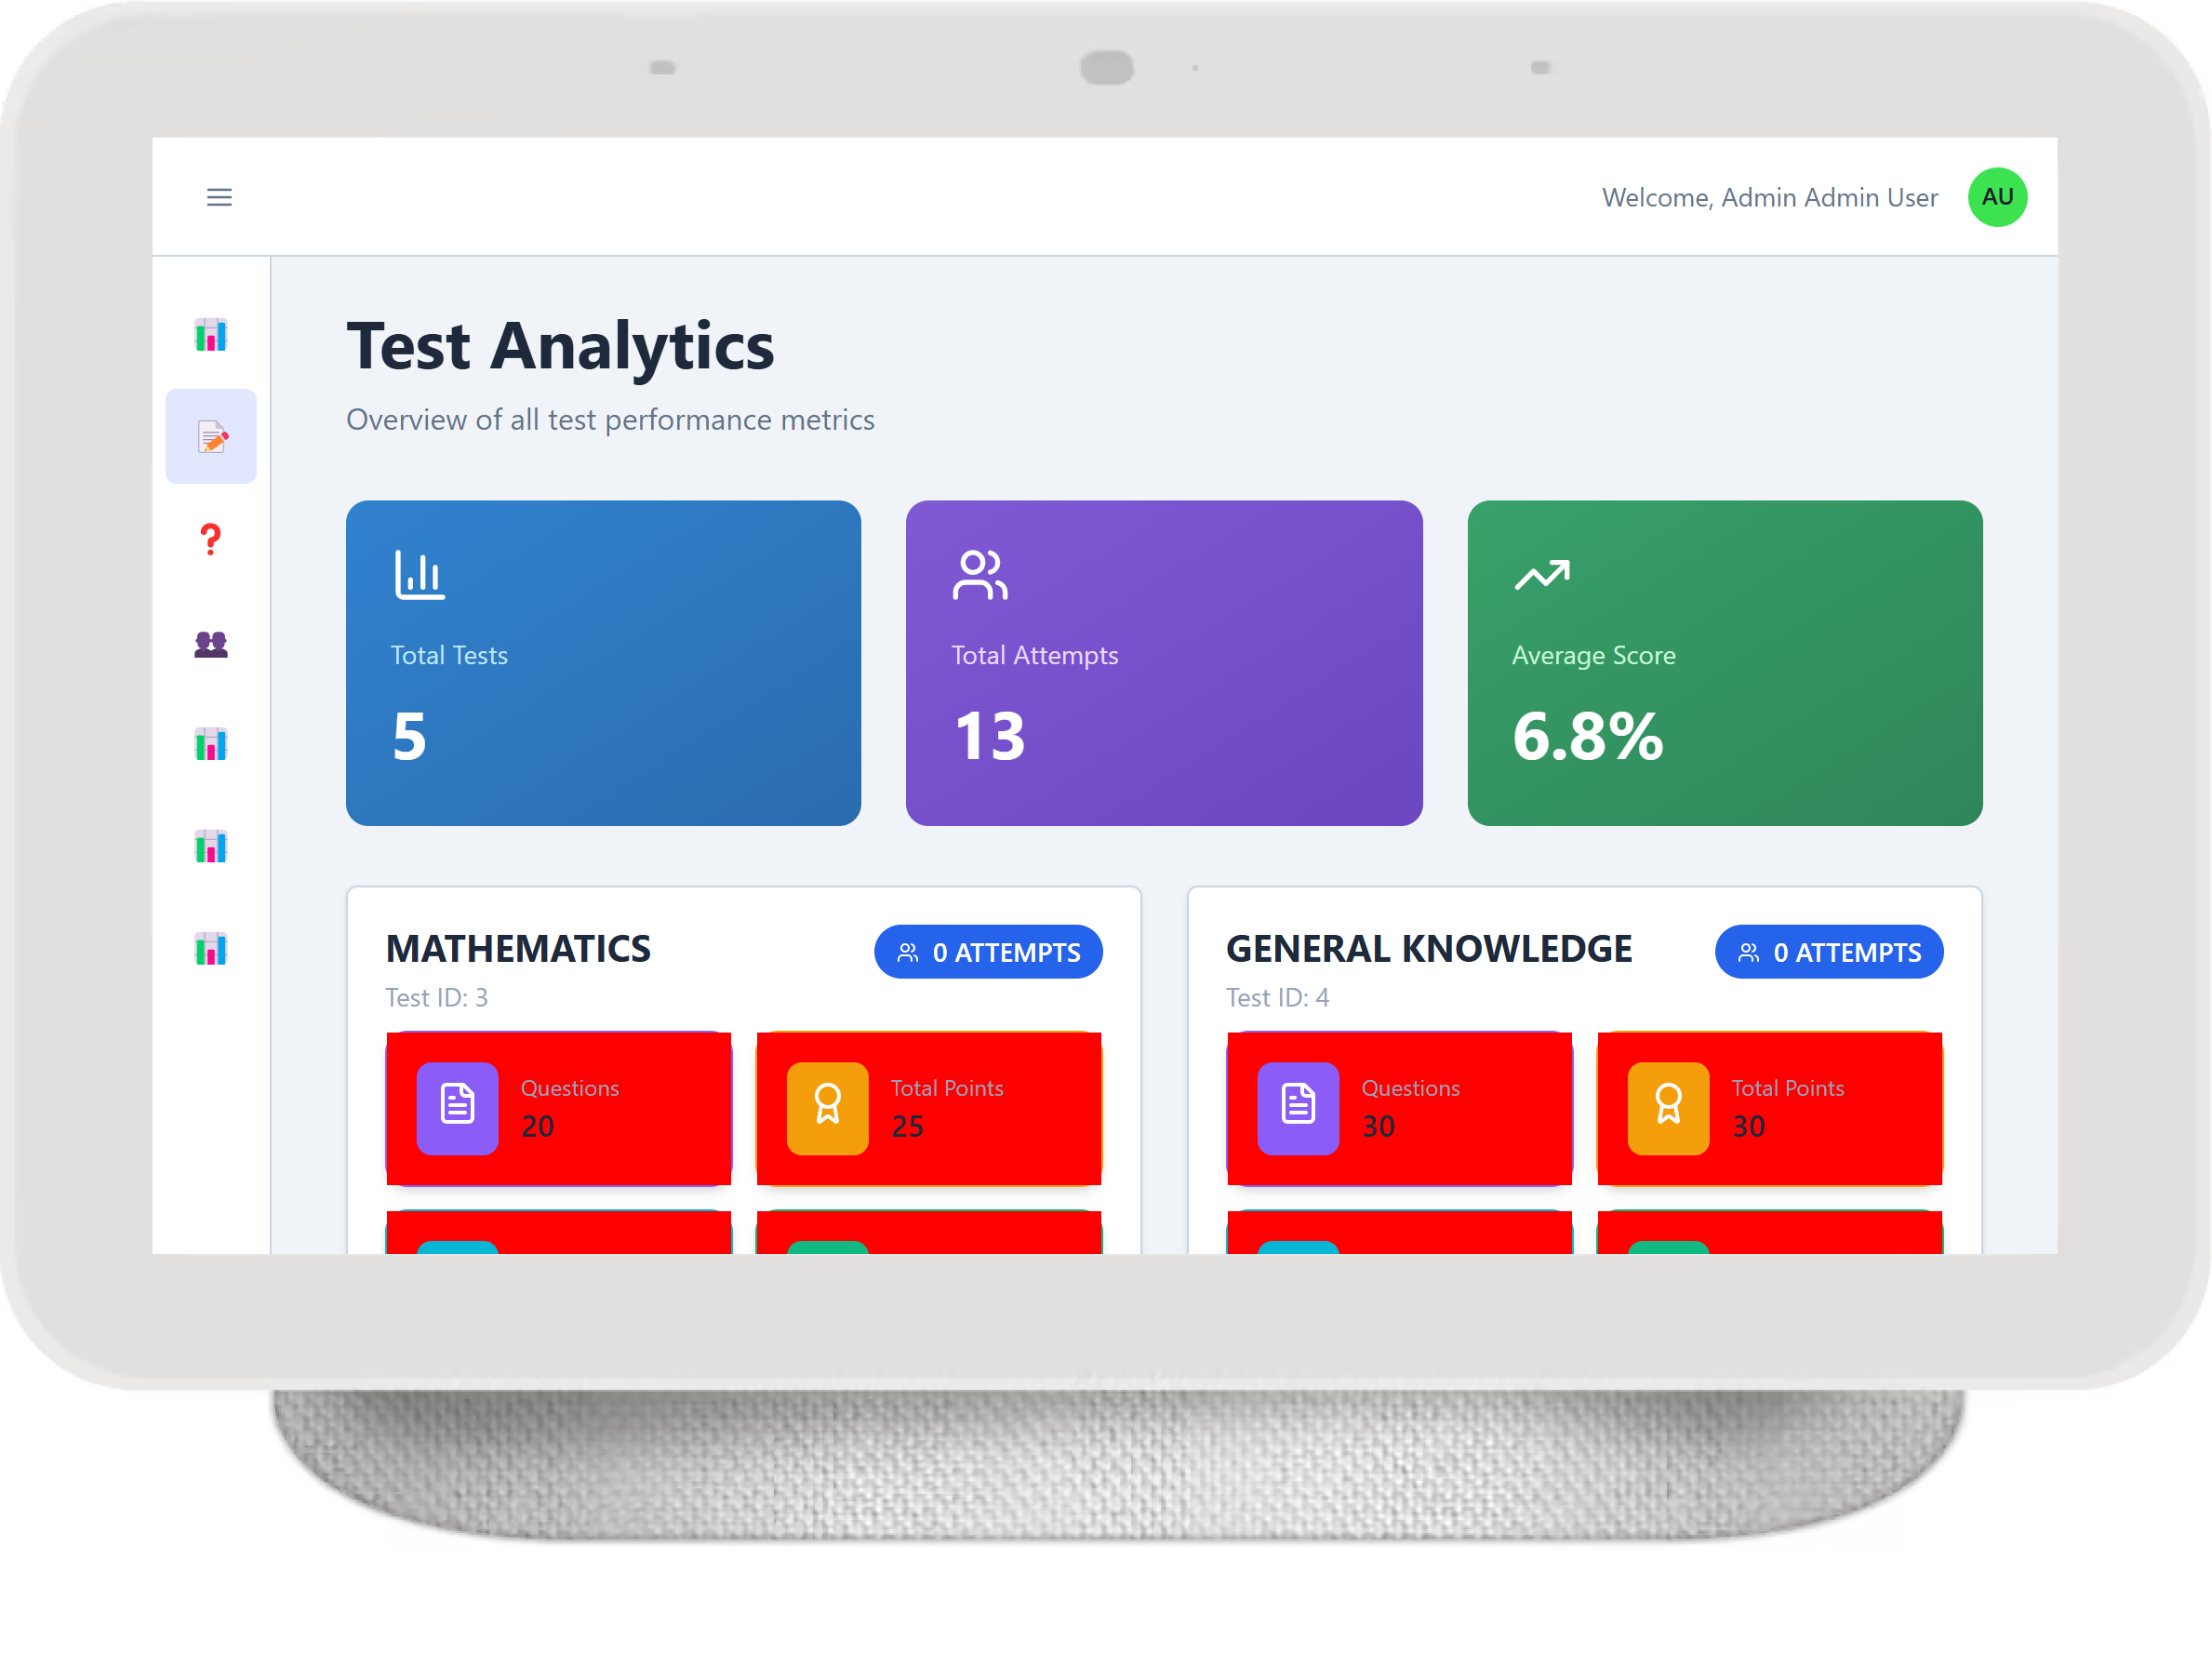 Welcome, Admin Admin User
AU
Test Analytics
Overview of all test performance metrics
Total Tests
5
Total Attempts
13
Average Score
6.8%
MATHEMATICS
0 ATTEMPTS
Test ID: 3
Questions
20
Total Points
25
GENERAL KNOWLEDGE
0 ATTEMPTS
Test ID: 4
Questions
30
Total Points
30